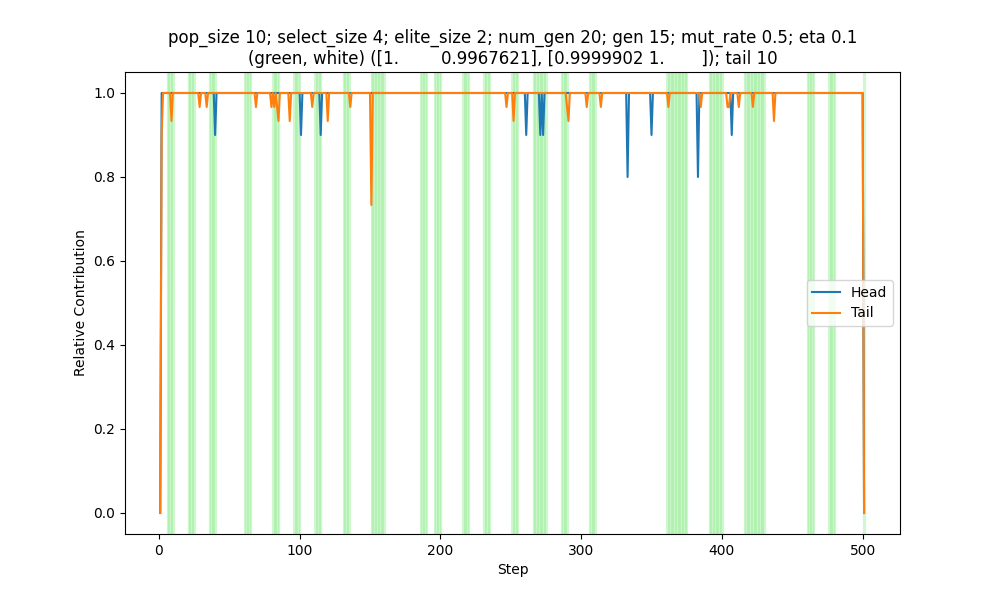 pop_size 10; select_size 4; elite_size 2; num_gen 20; gen 15; mut_rate 0.5; eta 0.1
(green, white) ([1.         0.9967621], [0.9999902 1.        ]); tail 10
1.0
0.8
0.6
0.4
0.2
0.0
Relative Contribution
Head
Tail
0
100
200
300
400
500
Step